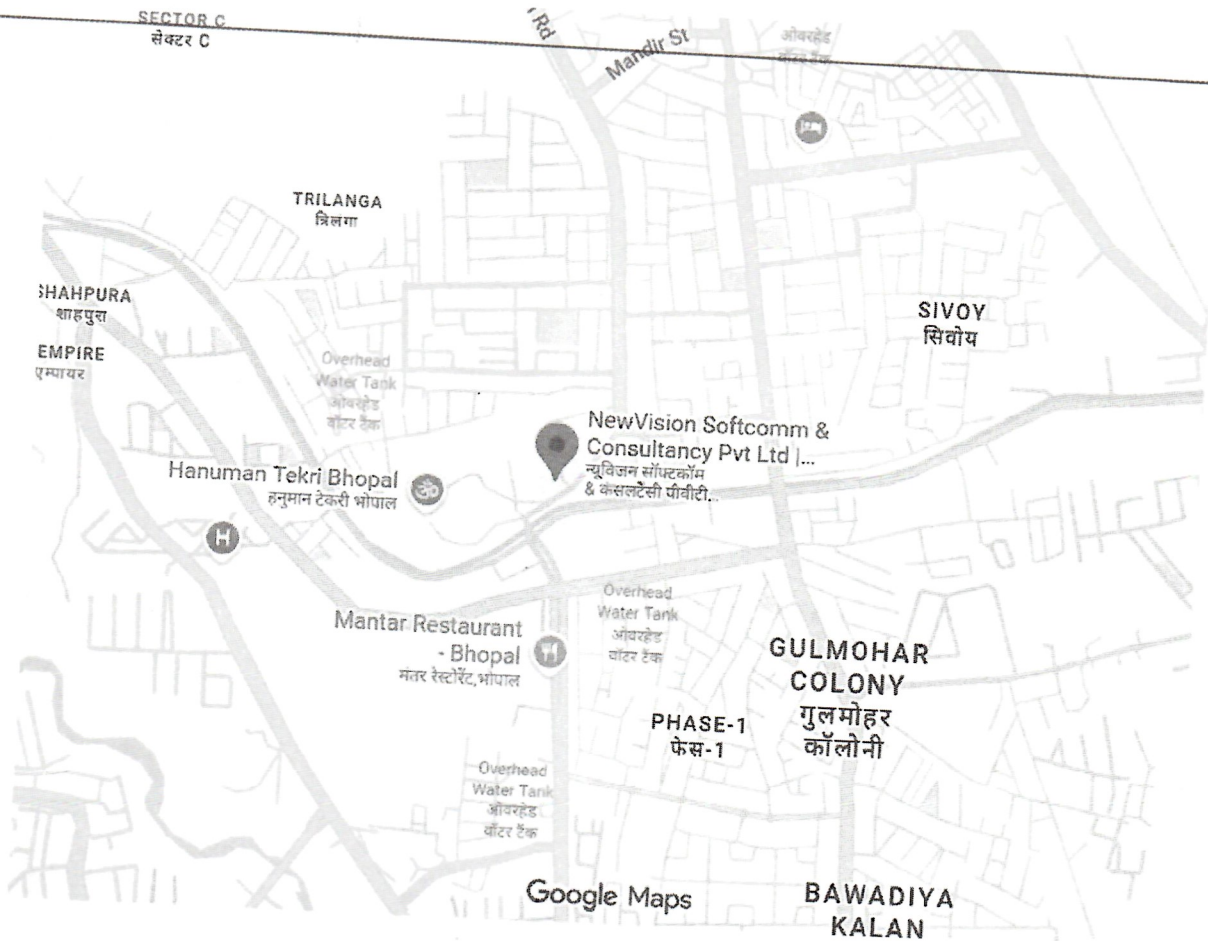 SECTOR C
सेक्टर C
Rd
Mandir St
ओवरहेड
वॉटर टैंक
TRILANGA
त्रिलंगा
SHAHPURA
शाहपुरा
EMPIRE
एम्पायर
SIVOY
सिवोय
Overhead
Water Tank
ओवरहेड
वॉटर टैंक
NewVision Softcomm &
Consultancy Pvt Ltd |...
न्यूविजन सॉफ्टकॉम
& कंसलटेंसी पीवीटी...
Hanuman Tekri Bhopal
हनुमान टेकरी भोपाल
H
Overhead
Water Tank
ओवरहेड
वॉटर टैंक
Mantar Restaurant
- Bhopal
मंतर रेस्टोरेंट,भोपाल
GULMOHAR
COLONY
गुलमोहर
कॉलोनी
PHASE-1
फेस-1
Overhead
Water Tank
ओवरहेड
वॉटर टैंक
Google Maps
BAWADIYA
KALAN